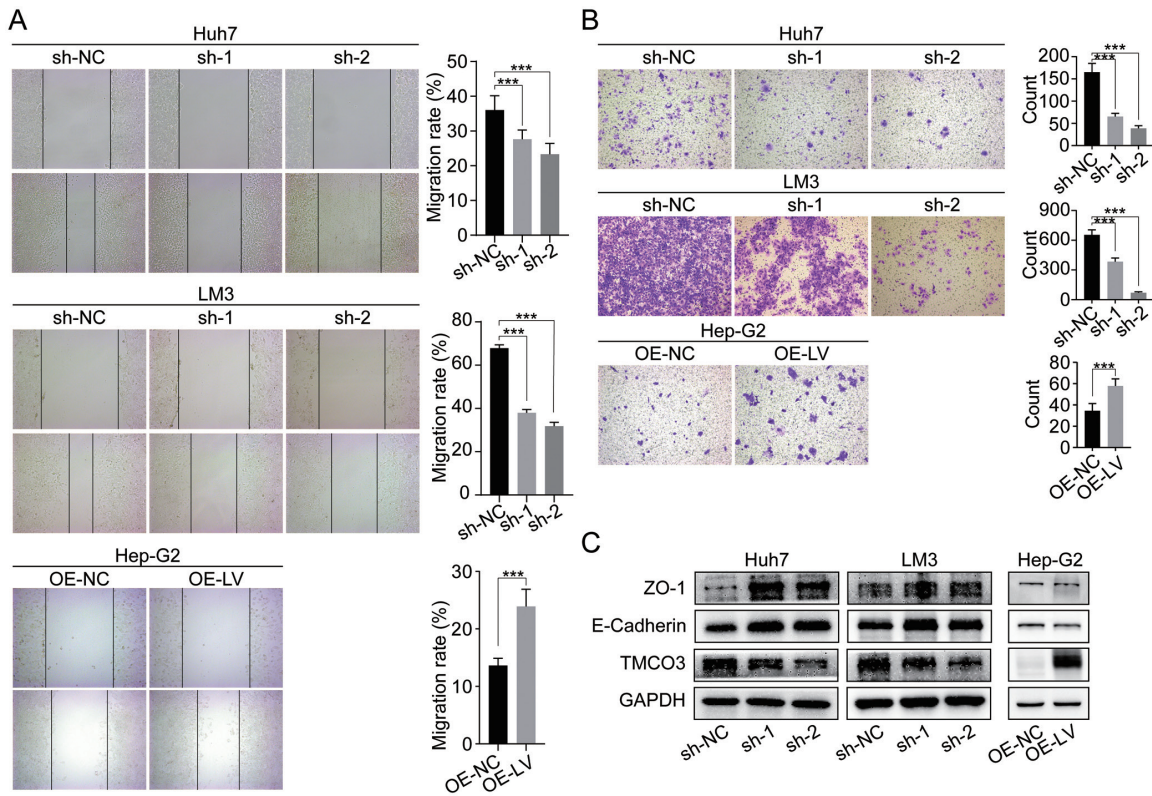 A
Huh7
sh-NC sh-1 sh-2
Migration rate (%)
50
40
30
20
10
0
***
***
sh-NC sh-1 sh-2
LM3
sh-NC sh-1 sh-2
Migration rate (%)
80
60
40
20
0
***
***
sh-NC sh-1 sh-2
Hep-G2
OE-NC OE-LV
Migration rate (%)
30
20
10
0
***
OE-NC OE-LV
B
Huh7
sh-NC sh-1 sh-2
Count
200
150
100
50
0
***
***
sh-NC sh-1 sh-2
LM3
sh-NC sh-1 sh-2
Count
900
600
300
0
***
***
sh-NC sh-1 sh-2
Hep-G2
OE-NC OE-LV
Count
80
60
40
20
0
***
OE-NC OE-LV
C
Huh7 LM3 Hep-G2
ZO-1
E-Cadherin
TMCO3
GAPDH
sh-NC sh-1 sh-2 sh-NC sh-1 sh-2 OE-NC OE-LV